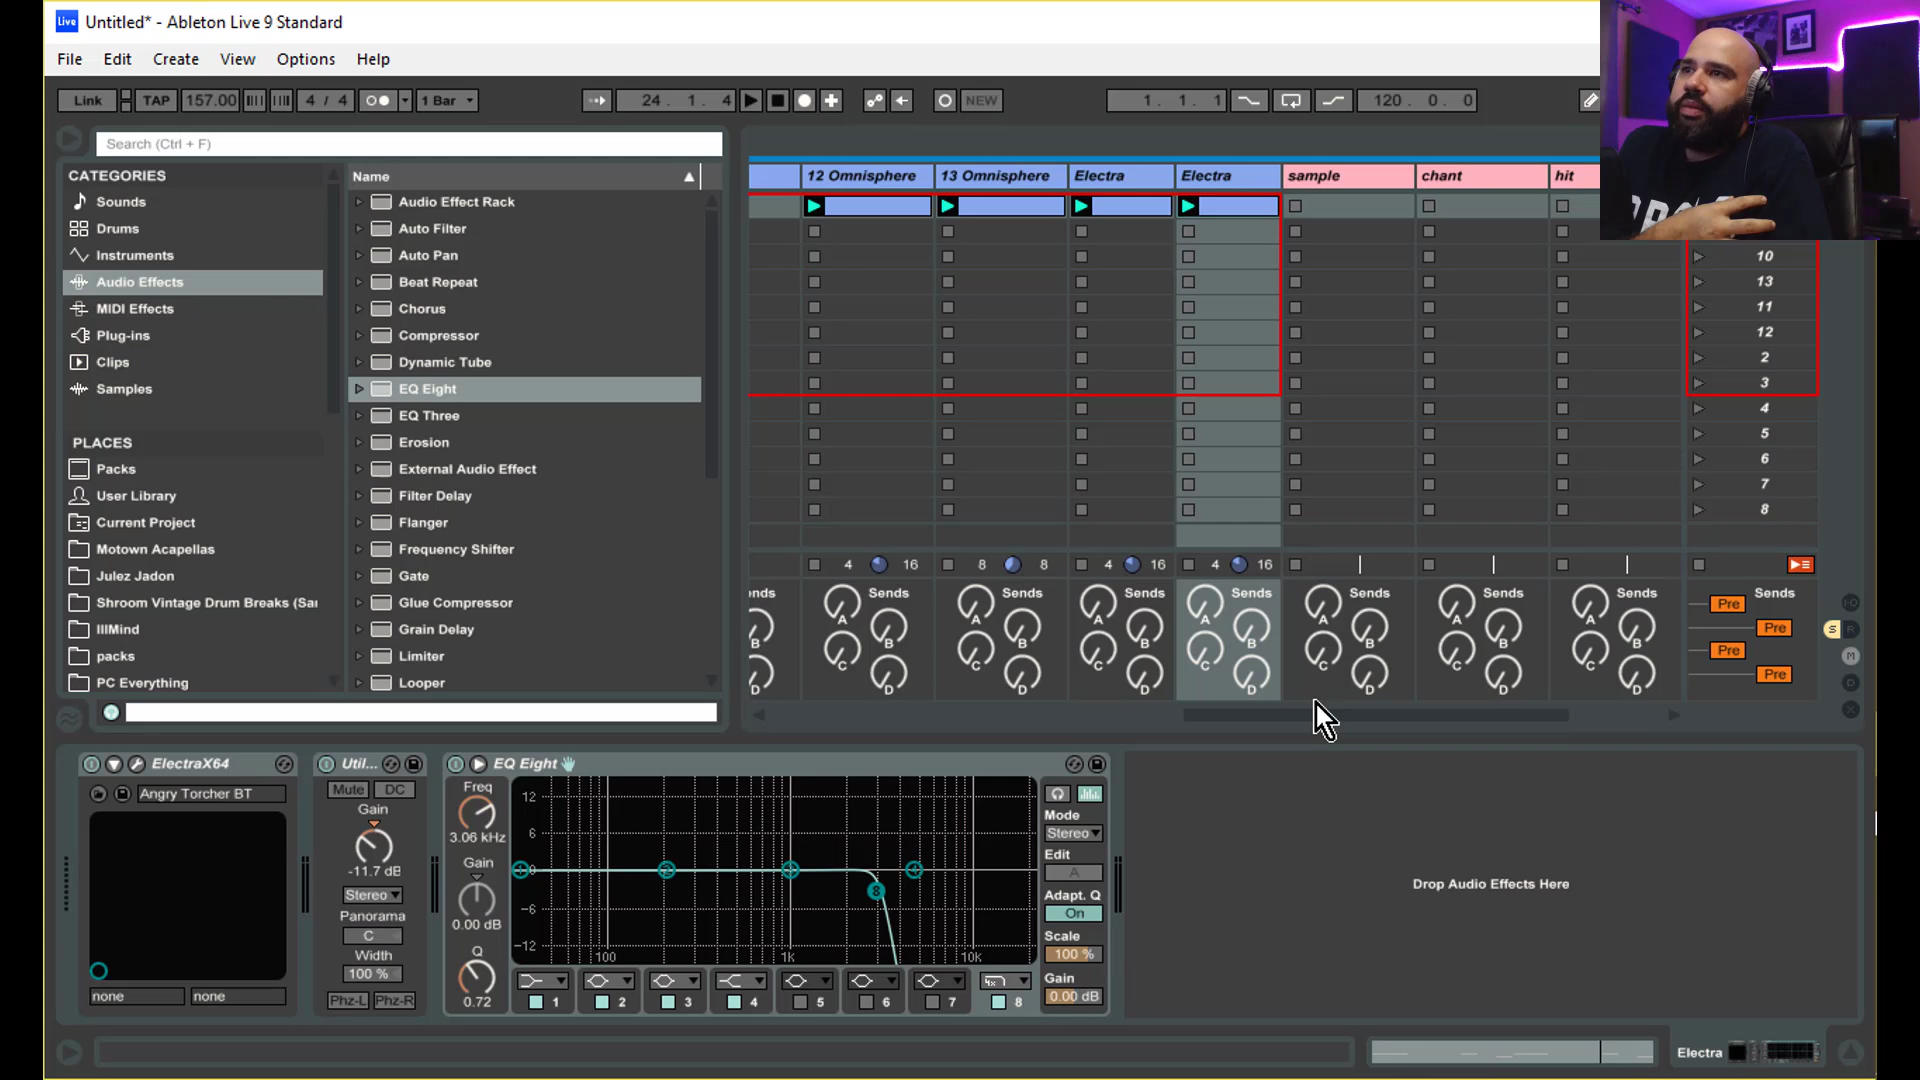 Live Untitled* - Ableton Live 9 Standard
File Edit Create View Options Help
Link TAP 157.00 4 / 4 1 Bar 24 . 1 . 4 NEW 1 . 1 . 1 120 . 0 . 0
Search (Ctrl + F)
CATEGORIES
Sounds
Drums
Instruments
Audio Effects
MIDI Effects
Plug-ins
Clips
Samples
PLACES
Packs
User Library
Current Project
Motown Acapellas
Julez Jadon
Shroom Vintage Drum Breaks (Sar
IllMind
packs
PC Everything
Name
Audio Effect Rack
Auto Filter
Auto Pan
Beat Repeat
Chorus
Compressor
Dynamic Tube
EQ Eight
EQ Three
Erosion
External Audio Effect
Filter Delay
Flanger
Frequency Shifter
Gate
Glue Compressor
Grain Delay
Limiter
Looper
12 Omnisphere 13 Omnisphere Electra Electra sample chant hit
10
13
11
12
2
3
4
5
6
7
8
4 16 8 8 4 16 4 16
ends Sends Sends Sends Sends Sends Sends Sends Sends
A A A A A A Pre
B B B B B B B Pre
C C C C C C Pre
D D D D D D D Pre
S R
M
D
X
ElectraX64
Angry Torcher BT
none none
Util...
Mute DC
Gain
-11.7 dB
Stereo
Panorama
C
Width
100 %
Phz-L Phz-R
EQ Eight
Freq
3.06 kHz
Gain
0.00 dB
Q
0.72
12
6
0
-6
-12
100 1k 10k
1 2 3 4 8
1 2 3 4 5 6 7 8
Mode
Stereo
Edit
A
Adapt. Q
On
Scale
100 %
Gain
0.00 dB
Drop Audio Effects Here
Electra